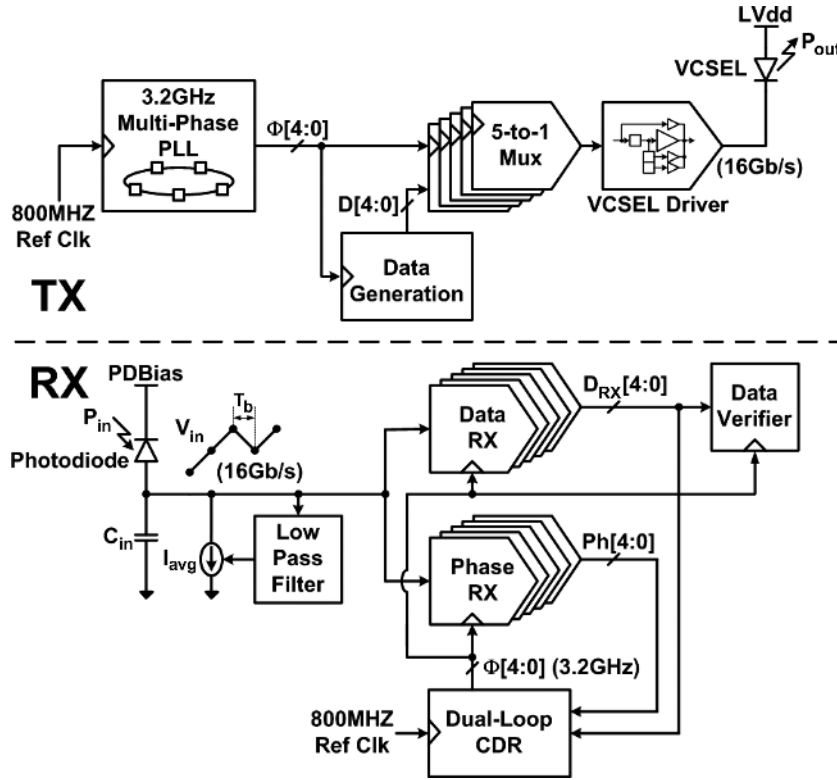 LVdd
Pout
VCSEL
3.2GHz
Multi-Phase
PLL
Φ[4:0]
5-to-1
Mux
(16Gb/s)
VCSEL Driver
800MHZ
Ref Clk
D[4:0]
Data
Generation
TX
RX
PDBias
Tb
Pin
Vin
Photodiode
(16Gb/s)
Data
RX
DRX[4:0]
Data
Verifier
Cin
Iavg
Low
Pass
Filter
Phase
RX
Ph[4:0]
Φ[4:0] (3.2GHz)
800MHZ
Ref Clk
Dual-Loop
CDR